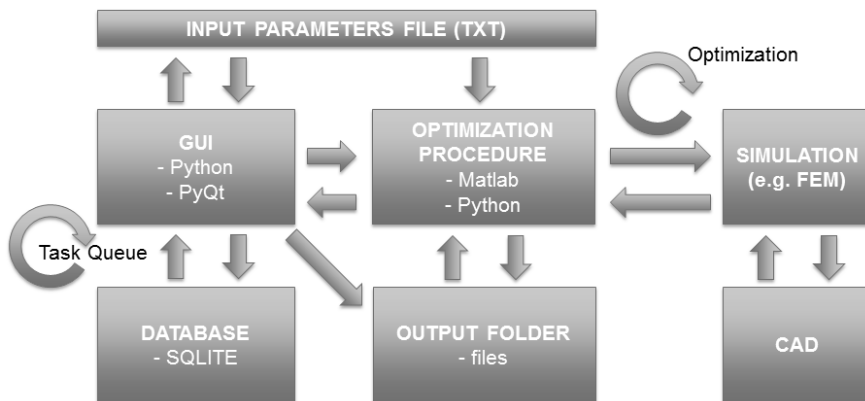 INPUT PARAMETERS FILE (TXT)
Optimization
GUI
- Python
- PyQt
OPTIMIZATION
PROCEDURE
- Matlab
- Python
SIMULATION
(e.g. FEM)
Task Queue
DATABASE
- SQLITE
OUTPUT FOLDER
- files
CAD